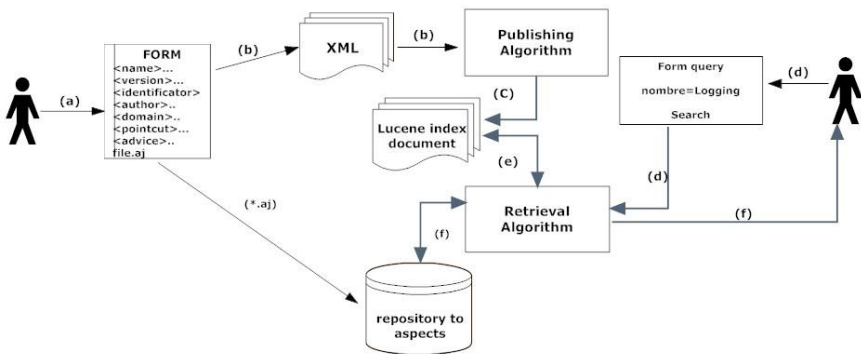 FORM
<name>...
<version>...
<identificator>
<author>..
<domain>..
<pointcut>...
<advice>..
file.aj
(a)
(b)
XML
(b)
Publishing
Algorithm
(C)
Lucene index
document
(e)
Form query
nombre=Logging
Search
(d)
(d)
Retrieval
Algorithm
(f)
(f)
(*.aj)
repository to
aspects